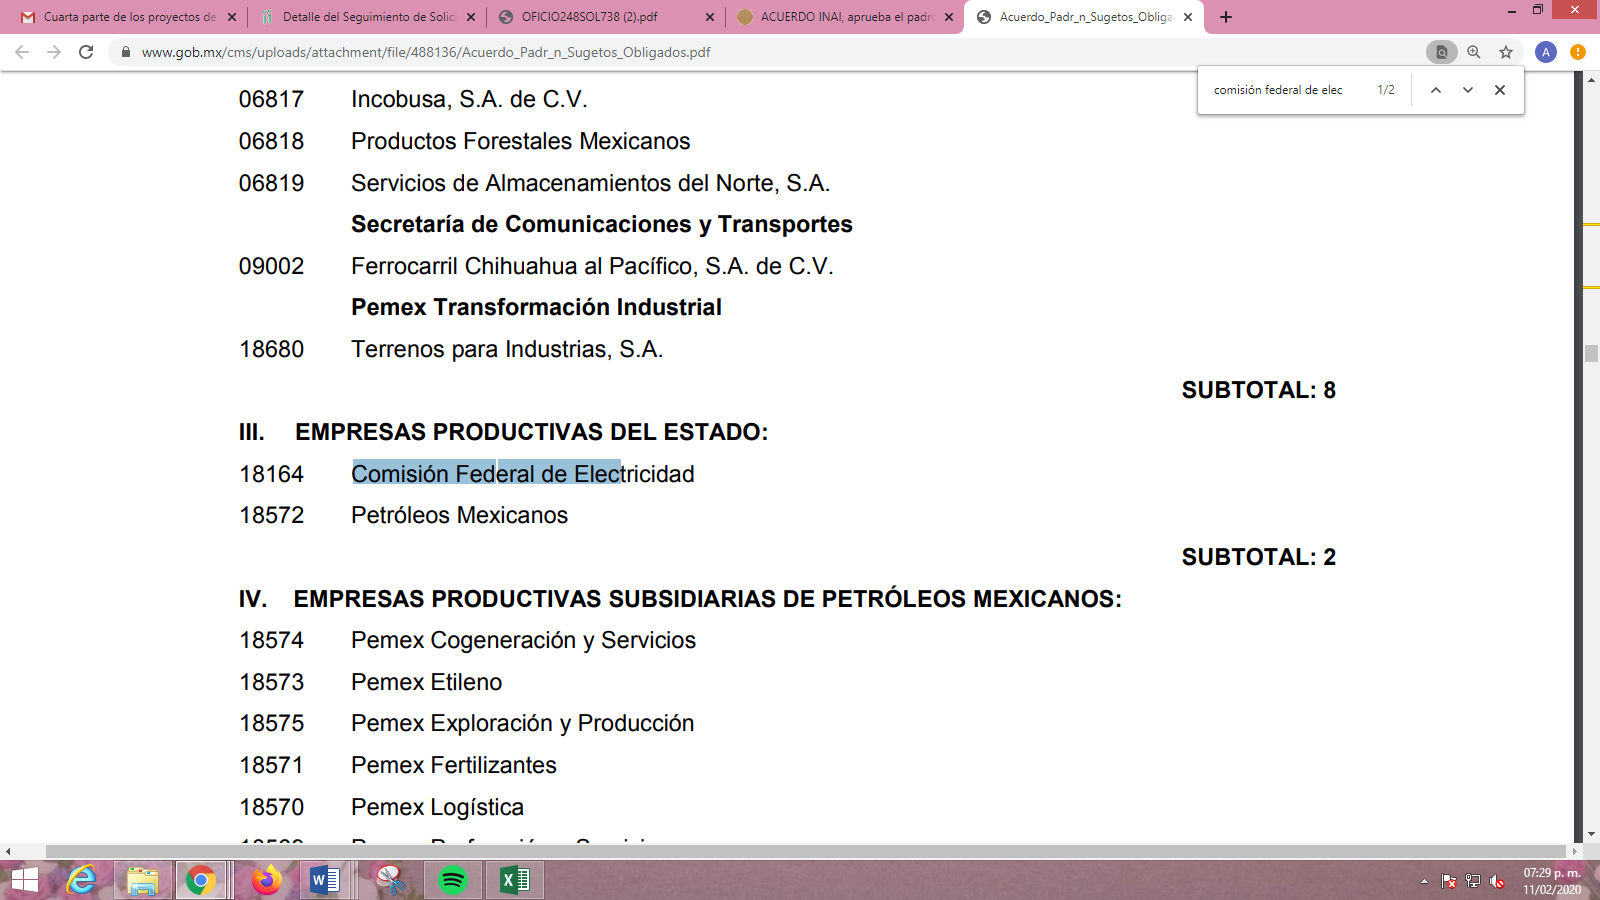 Cuarta parte de los proyectos de
Detalle del Seguimiento de Solici
OFICIO248SOL738 (2).pdf
ACUERDO INAI, aprueba el padr
Acuerdo_Padr_n_Sugetos_Obliga
www.gob.mx/cms/uploads/attachment/file/488136/Acuerdo_Padr_n_Sugetos_Obligados.pdf
A
comisión federal de elec 1/2
06817 Incobusa, S.A. de C.V.
06818 Productos Forestales Mexicanos
06819 Servicios de Almacenamientos del Norte, S.A.
Secretaría de Comunicaciones y Transportes
09002 Ferrocarril Chihuahua al Pacífico, S.A. de C.V.
Pemex Transformación Industrial
18680 Terrenos para Industrias, S.A.
SUBTOTAL: 8
III. EMPRESAS PRODUCTIVAS DEL ESTADO:
18164 Comisión Federal de Electricidad
18572 Petróleos Mexicanos
SUBTOTAL: 2
IV. EMPRESAS PRODUCTIVAS SUBSIDIARIAS DE PETRÓLEOS MEXICANOS:
18574 Pemex Cogeneración y Servicios
18573 Pemex Etileno
18575 Pemex Exploración y Producción
18571 Pemex Fertilizantes
18570 Pemex Logística
07:29 p. m.
11/02/2020